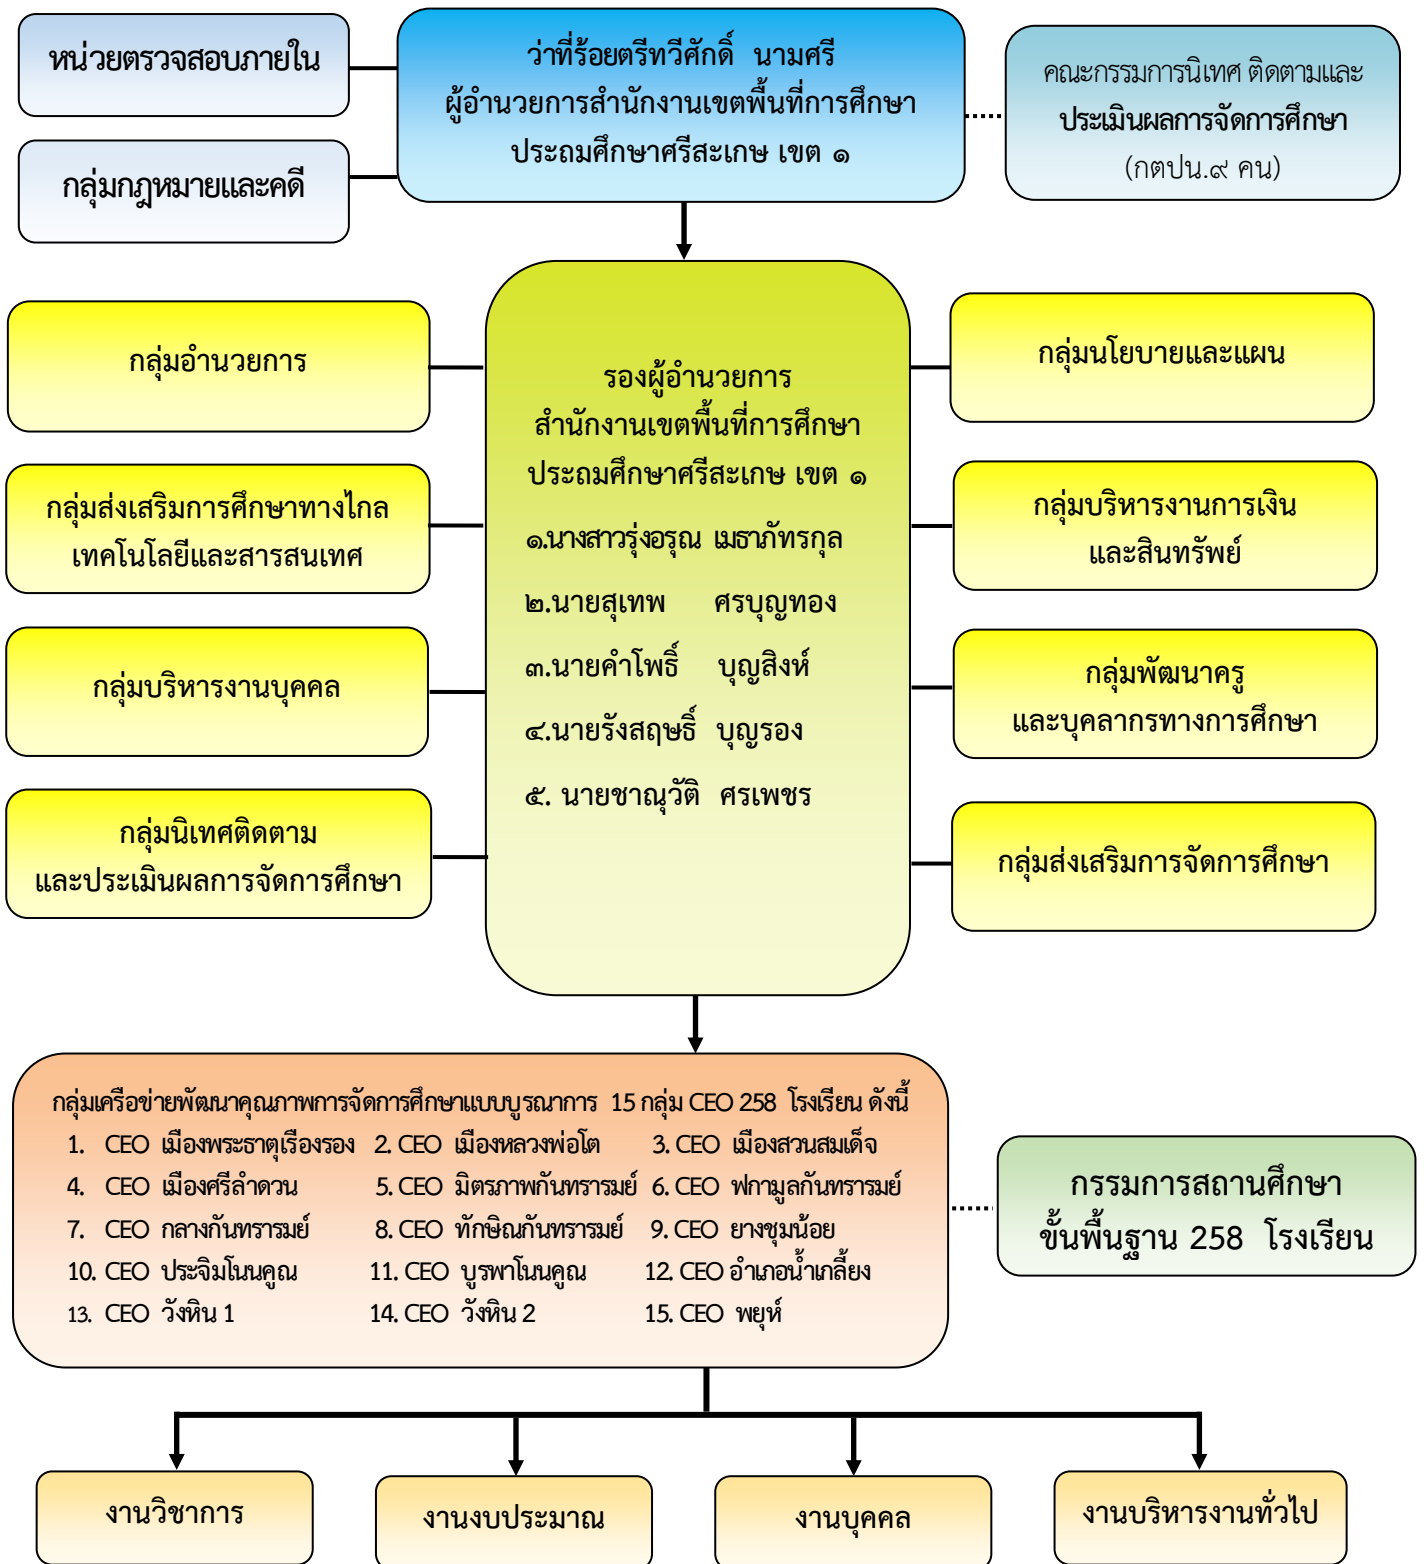 หน่วยตรวจสอบภายใน
กลุ่มกฎหมายและคดี
ว่าที่ร้อยตรีทวีศักดิ์ นามศรี
ผู้อำนวยการสำนักงานเขตพื้นที่การศึกษา
ประถมศึกษาศรีสะเกษ เขต ๑
คณะกรรมการนิเทศ ติดตามและ
ประเมินผลการจัดการศึกษา
(กตปน.๙ คน)
กลุ่มอำนวยการ
กลุ่มส่งเสริมการศึกษาทางไกล
เทคโนโลยีและสารสนเทศ
กลุ่มบริหารงานบุคคล
กลุ่มนิเทศติดตาม
และประเมินผลการจัดการศึกษา
รองผู้อำนวยการ
สำนักงานเขตพื้นที่การศึกษา
ประถมศึกษาศรีสะเกษ เขต ๑
๑.นางสาวรุ่งอรุณ เมธาภัทรกุล
๒.นายสุเทพ ศรบุญทอง
๓.นายคำโพธิ์ บุญสิงห์
๔.นายรังสฤษธิ์ บุญรอง
๕. นายชาญวัติ ศรเพชร
กลุ่มนโยบายและแผน
กลุ่มบริหารงานการเงิน
และสินทรัพย์
กลุ่มพัฒนาครู
และบุคลากรทางการศึกษา
กลุ่มส่งเสริมการจัดการศึกษา
กลุ่มเครือข่ายพัฒนาคุณภาพการจัดการศึกษาแบบบูรณาการ 15 กลุ่ม CEO 258 โรงเรียน ดังนี้
1. CEO เมืองพระธาตุเรืองรอง 2. CEO เมืองหลวงพ่อโต 3. CEO เมืองสวนสมเด็จ
4. CEO เมืองศรีลำดวน 5. CEO มิตรภาพกันทรารมย์ 6. CEO ฟกามูลกันทรารมย์
7. CEO กลางกันทรารมย์ 8. CEO ทักษิณกันทรารมย์ 9. CEO ยางชุมน้อย
10. CEO ประจิมโนนคูณ 11. CEO บูรพาโนนคูณ 12. CEO อำเภอน้ำเกลี้ยง
13. CEO วังหิน 1 14. CEO วังหิน 2 15. CEO พยุห์
กรรมการสถานศึกษา
ขั้นพื้นฐาน 258 โรงเรียน
งานวิชาการ
งานงบประมาณ
งานบุคคล
งานบริหารงานทั่วไป